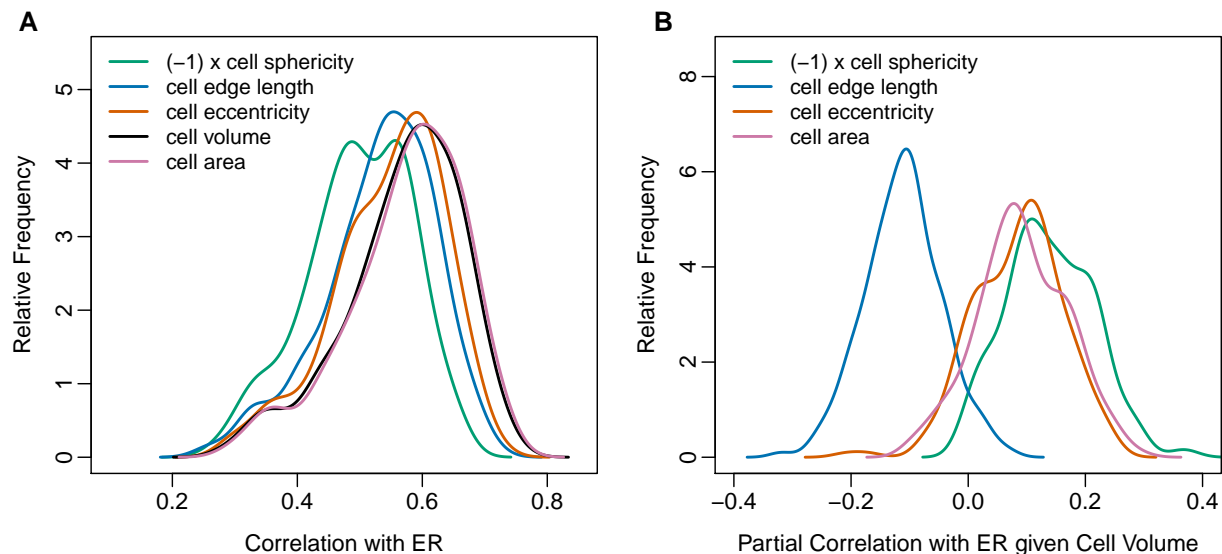 A
(−1) x cell sphericity
cell edge length
cell eccentricity
cell volume
cell area
Relative Frequency
5
4
3
2
1
0
0.2 0.4 0.6 0.8
Correlation with ER
B
(−1) x cell sphericity
cell edge length
cell eccentricity
cell area
Relative Frequency
8
6
4
2
0
−0.4 −0.2 0.0 0.2 0.4
Partial Correlation with ER given Cell Volume